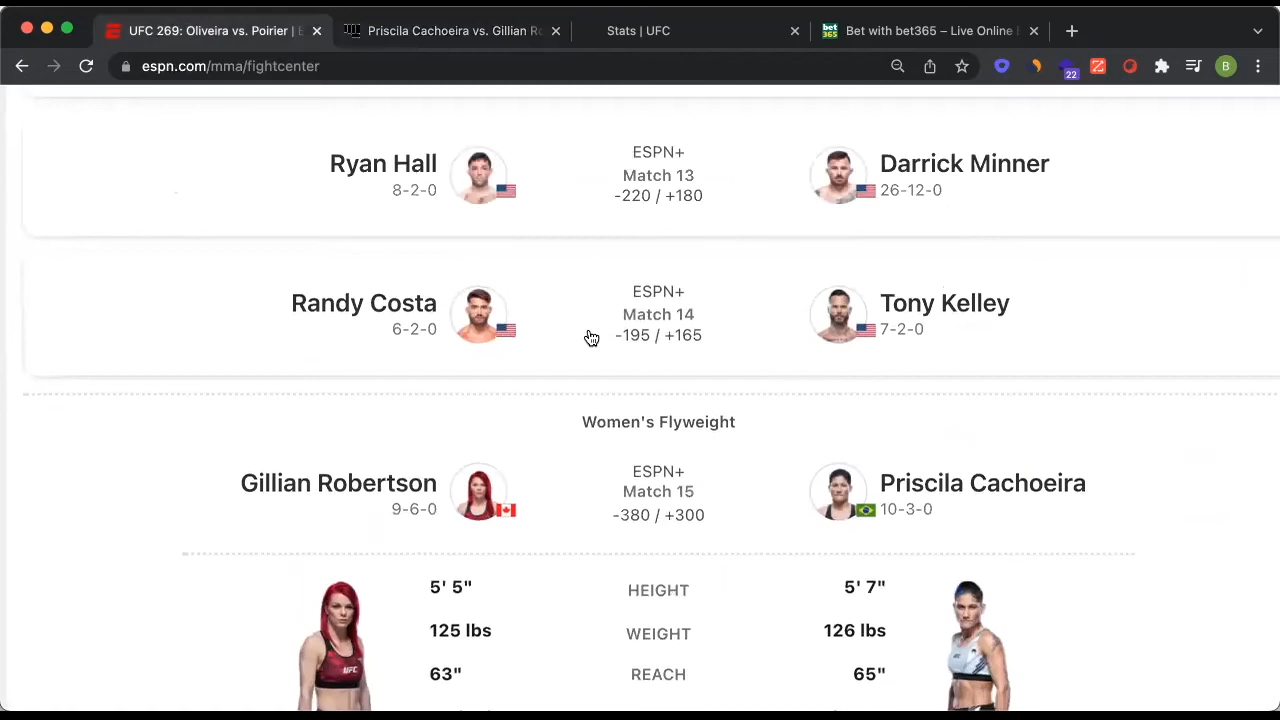 UFC 269: Oliveira vs. Poirier |
Priscila Cachoeira vs. Gillian Ro
Stats | UFC
bet365
Bet with bet365 – Live Online
espn.com/mma/fightcenter
22
B
Ryan Hall
8-2-0
ESPN+
Match 13
-220 / +180
Darrick Minner
26-12-0
Randy Costa
6-2-0
ESPN+
Match 14
-195 / +165
Tony Kelley
7-2-0
Women's Flyweight
Gillian Robertson
9-6-0
ESPN+
Match 15
-380 / +300
Priscila Cachoeira
10-3-0
5' 5" HEIGHT 5' 7"
125 lbs WEIGHT 126 lbs
63" REACH 65"
UFC